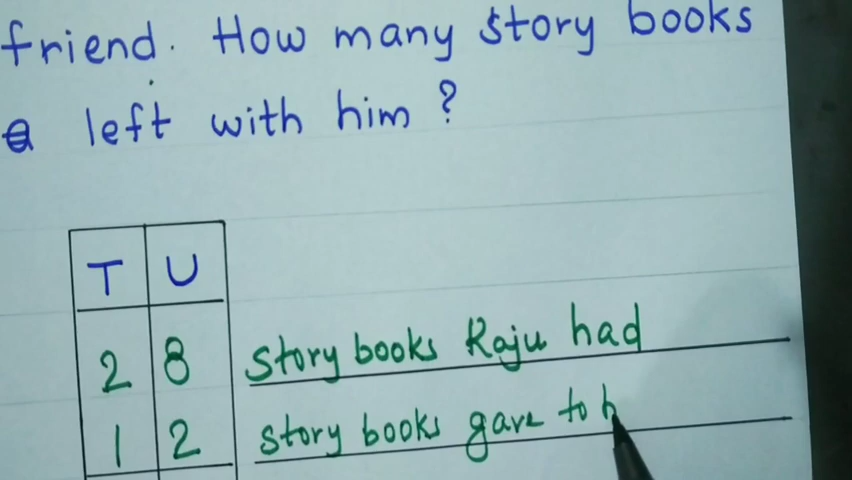 friend. How many story books
left with him ?
T U
2 8 story books Raju had
1 2 story books gave to h